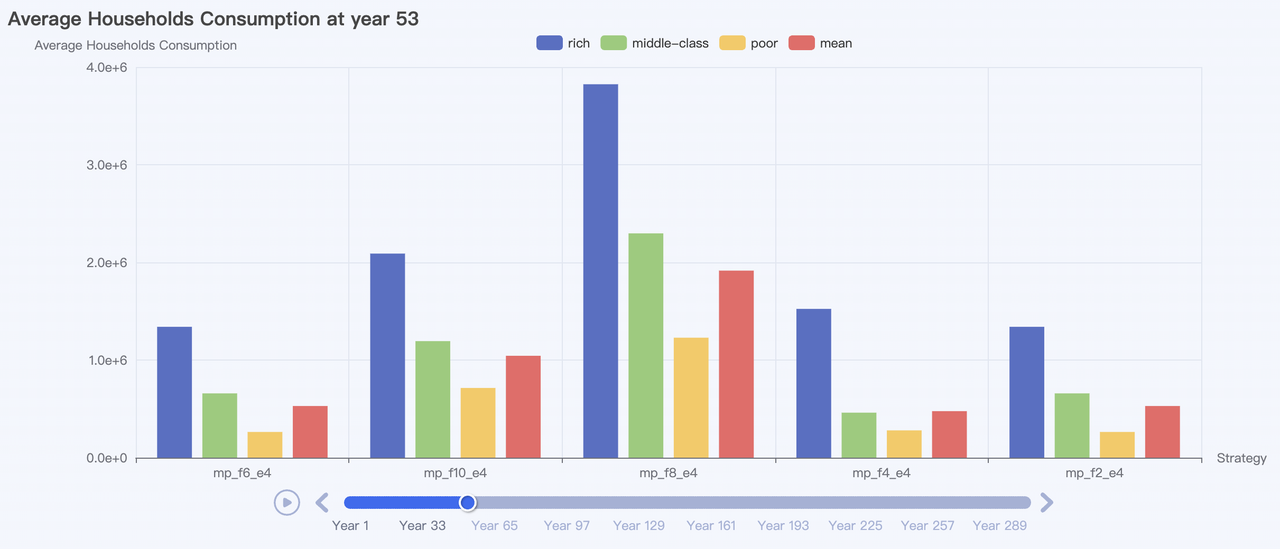 Average Households Consumption at year 53
Average Households Consumption
rich middle-class poor mean
4.0e+6
3.0e+6
2.0e+6
1.0e+6
0.0e+0
mp_f6_e4 mp_f10_e4 mp_f8_e4 mp_f4_e4 mp_f2_e4
Strategy
Year 1 Year 33 Year 65 Year 97 Year 129 Year 161 Year 193 Year 225 Year 257 Year 289